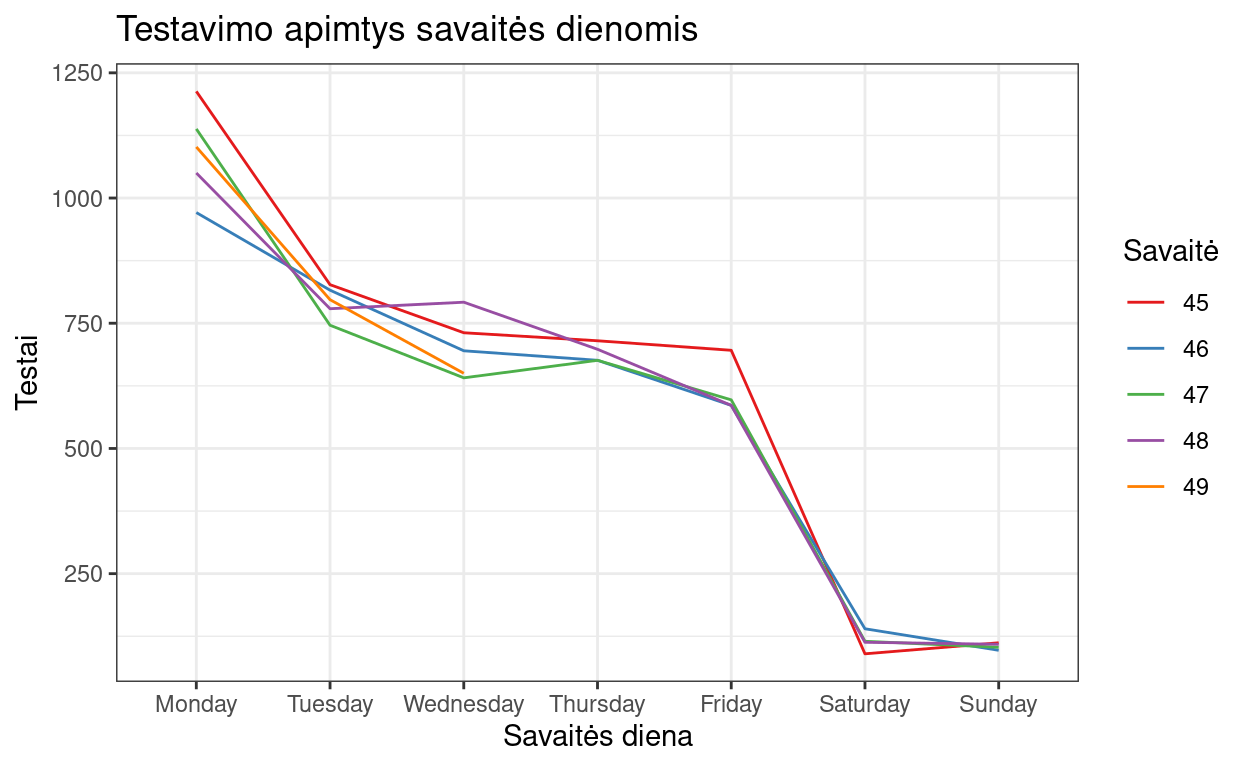 Testavimo apimtys savaitės dienomis
1250
1000
750
500
250
Testai
Monday Tuesday Wednesday Thursday Friday Saturday Sunday
Savaitės diena
Savaitė
45
46
47
48
49